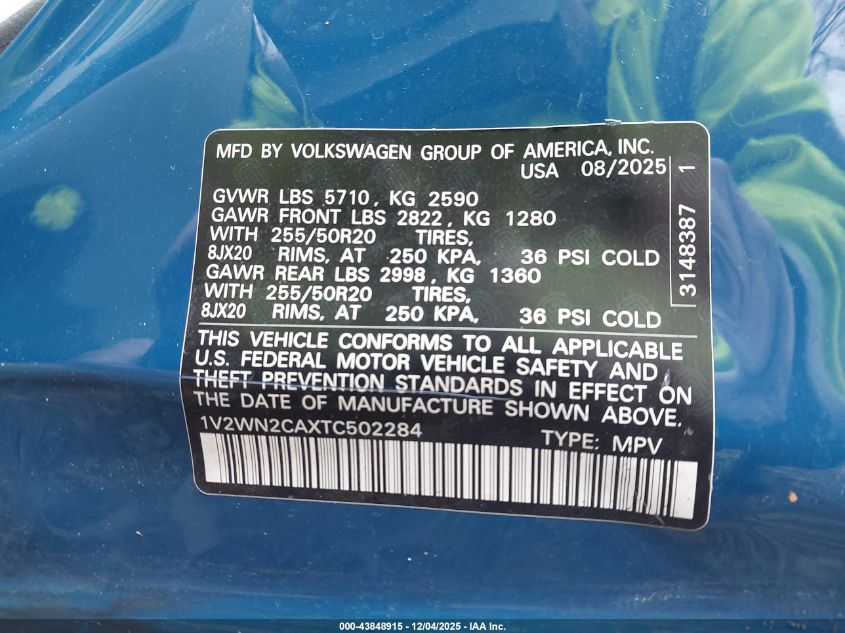 MFD BY VOLKSWAGEN GROUP OF AMERICA, INC.
USA 08/2025
GVWR LBS 5710, KG 2590
GAWR FRONT LBS 2822, KG 1280
WITH 255/50R20 TIRES,
8JX20 RIMS, AT 250 KPA, 36 PSI COLD
GAWR REAR LBS 2998, KG 1360
WITH 255/50R20 TIRES,
8JX20 RIMS, AT 250 KPA, 36 PSI COLD
3148387 1
THIS VEHICLE CONFORMS TO ALL APPLICABLE
U.S. FEDERAL MOTOR VEHICLE SAFETY AND
THEFT PREVENTION STANDARDS IN EFFECT ON
THE DATE OF MANUFACTURE SHOWN ABOVE.
1V2WN2CAXTC502284 TYPE: MPV
000-43848915 - 12/04/2025 - IAA Inc.